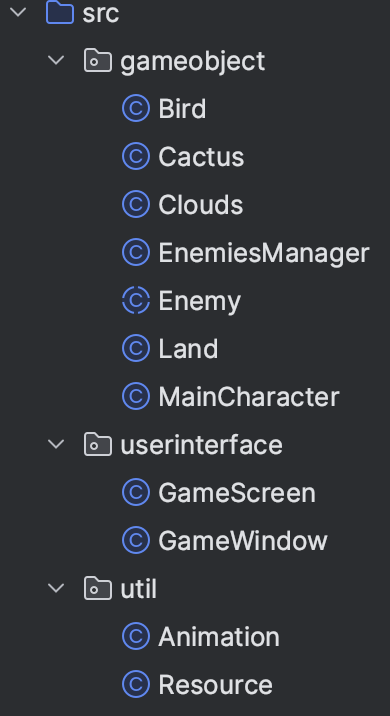 src
gameobject
Bird
Cactus
Clouds
EnemiesManager
Enemy
Land
MainCharacter
userinterface
GameScreen
GameWindow
util
Animation
Resource